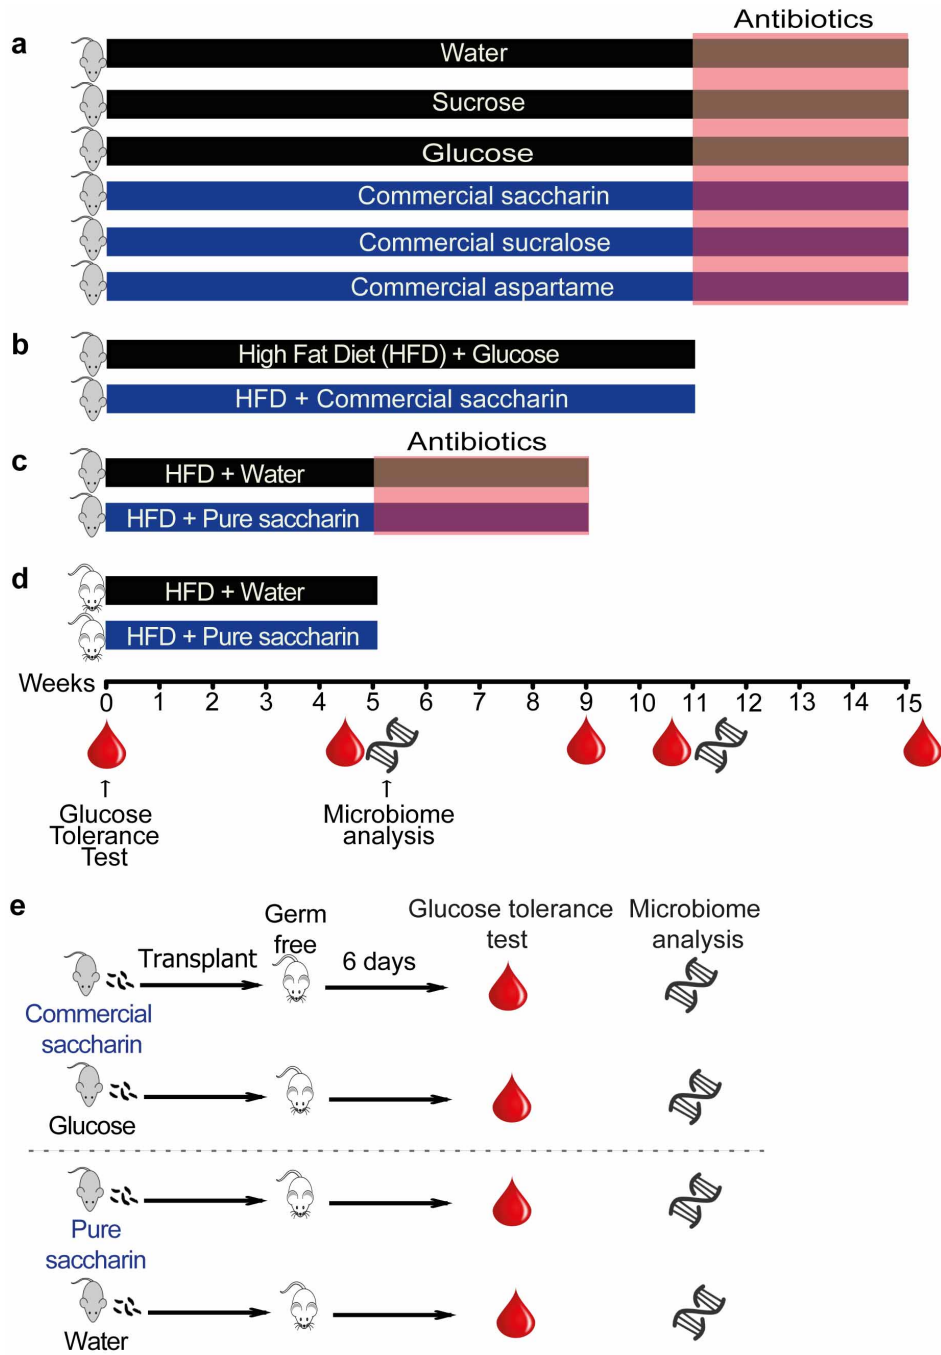 Antibiotics
a
Water
Sucrose
Glucose
Commercial saccharin
Commercial sucralose
Commercial aspartame
b
High Fat Diet (HFD) + Glucose
HFD + Commercial saccharin
Antibiotics
c
HFD + Water
HFD + Pure saccharin
d
HFD + Water
HFD + Pure saccharin
Weeks 0 1 2 3 4 5 6 7 8 9 10 11 12 13 14 15
↑
Glucose
Tolerance
Test
↑
Microbiome
analysis
e
Germ
free
Glucose tolerance
test
Microbiome
analysis
Transplant
6 days
Commercial
saccharin
Glucose
Pure
saccharin
Water